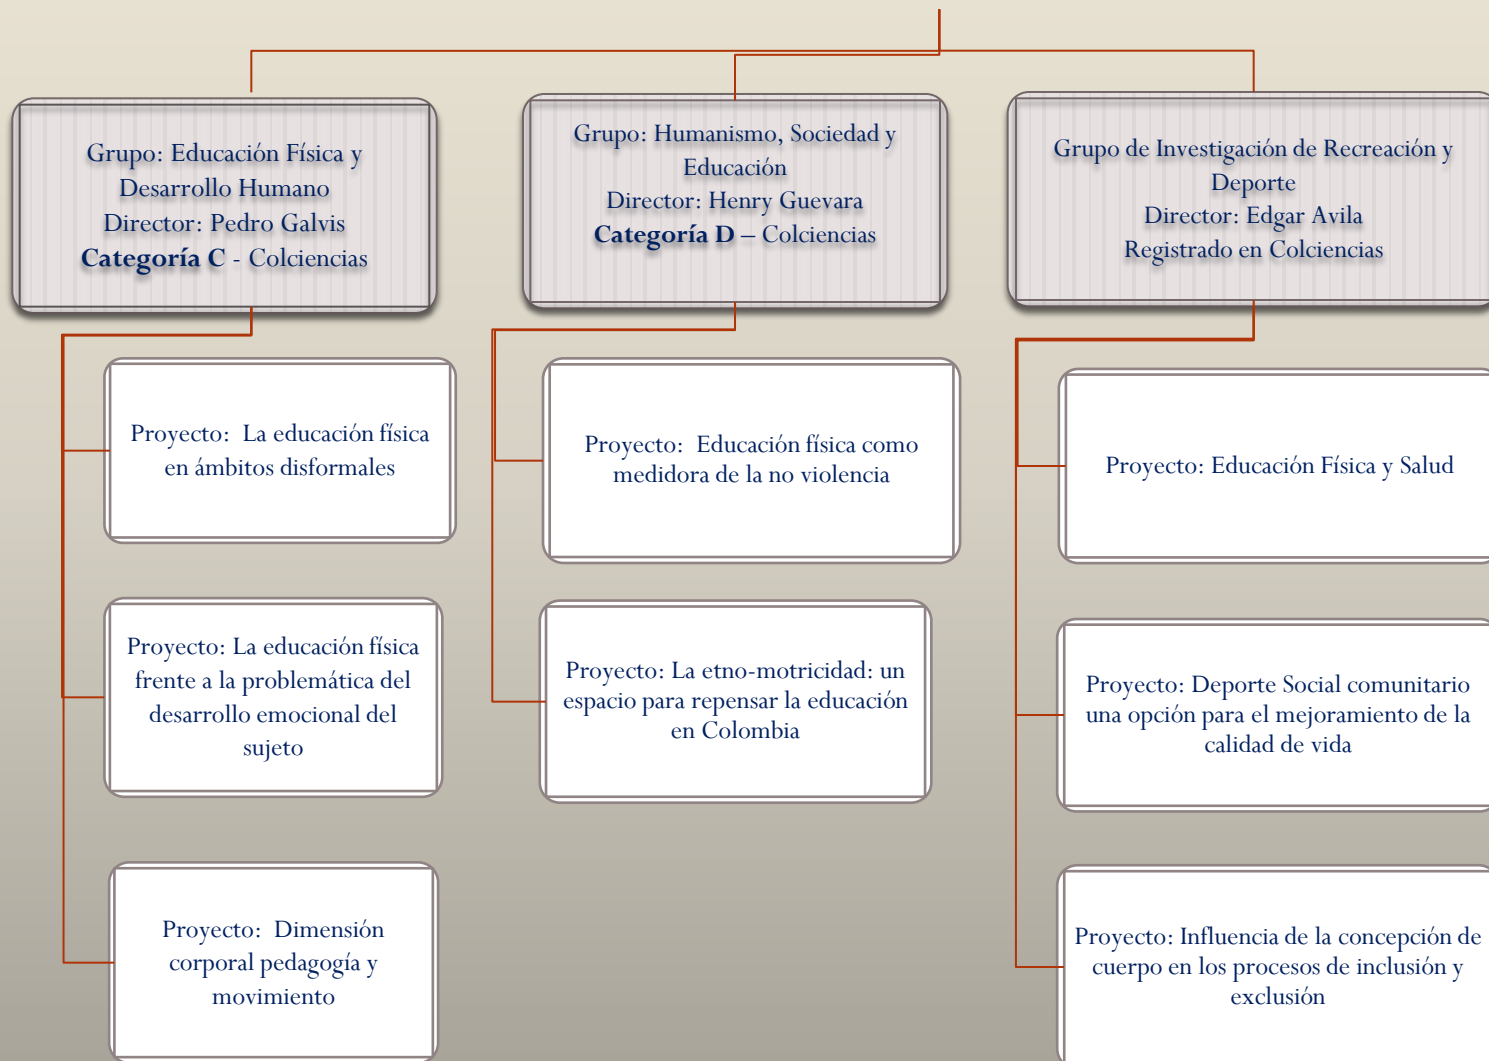 Grupo: Educación Física y
Desarrollo Humano
Director: Pedro Galvis
Categoría C - Colciencias
Grupo: Humanismo, Sociedad y
Educación
Director: Henry Guevara
Categoría D – Colciencias
Grupo de Investigación de Recreación y
Deporte
Director: Edgar Avila
Registrado en Colciencias
Proyecto: La educación física
en ámbitos disformales
Proyecto: Educación física como
medidora de la no violencia
Proyecto: Educación Física y Salud
Proyecto: La educación física
frente a la problemática del
desarrollo emocional del
sujeto
Proyecto: La etno-motricidad: un
espacio para repensar la educación
en Colombia
Proyecto: Deporte Social comunitario
una opción para el mejoramiento de la
calidad de vida
Proyecto: Dimensión
corporal pedagogía y
movimiento
Proyecto: Influencia de la concepción de
cuerpo en los procesos de inclusión y
exclusión